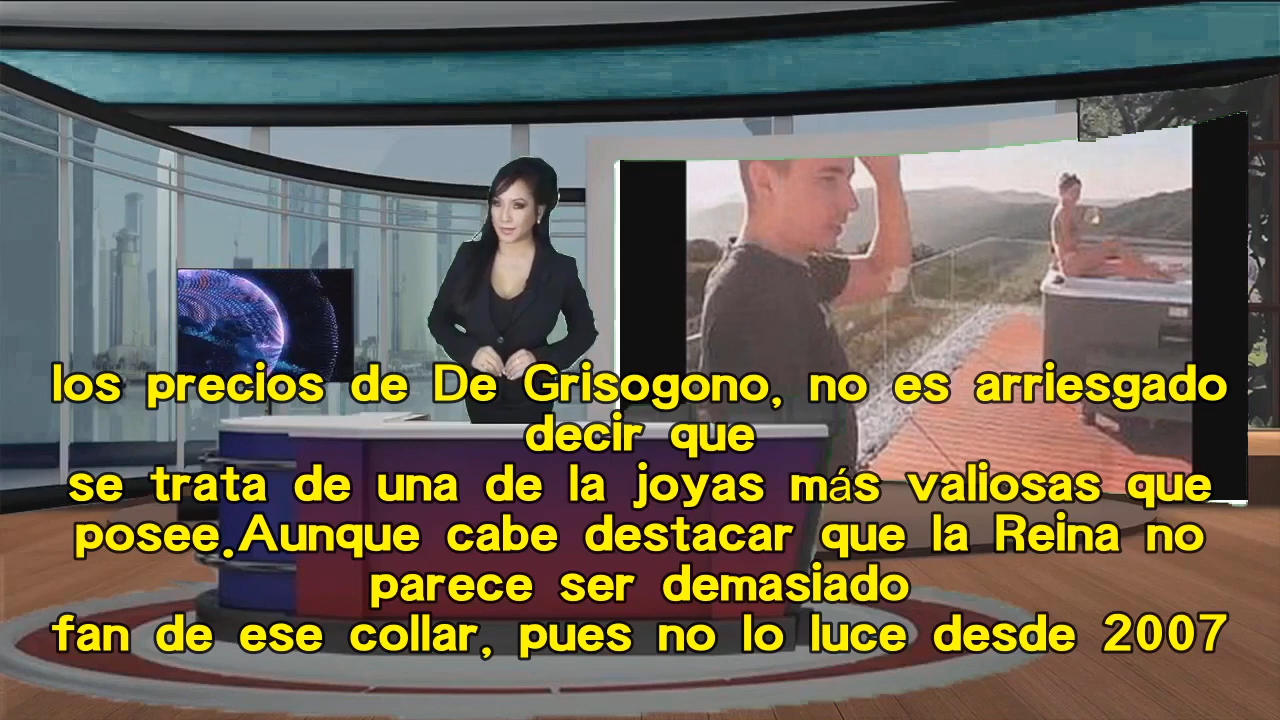 los precios de De Grisogono, no es arriesgado
decir que
se trata de una de la joyas más valiosas que
posee.Aunque cabe destacar que la Reina no
parece ser demasiado
fan de ese collar, pues no lo luce desde 2007